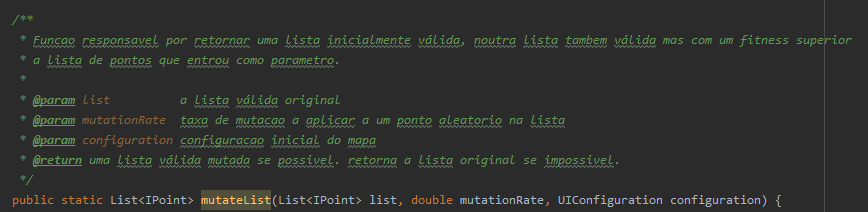 /**
* Funcao responsavel por retornar uma lista inicialmente válida, noutra lista tambem válida mas com um fitness superior
* a lista de pontos que entrou como parametro.
*
* @param list a lista válida original
* @param mutationRate taxa de mutacao a aplicar a um ponto aleatorio na lista
* @param configuration configuracao inicial do mapa
* @return uma lista válida mutada se possivel. retorna a lista original se impossivel.
*/
public static List<IPoint> mutateList(List<IPoint> list, double mutationRate, UIConfiguration configuration) {